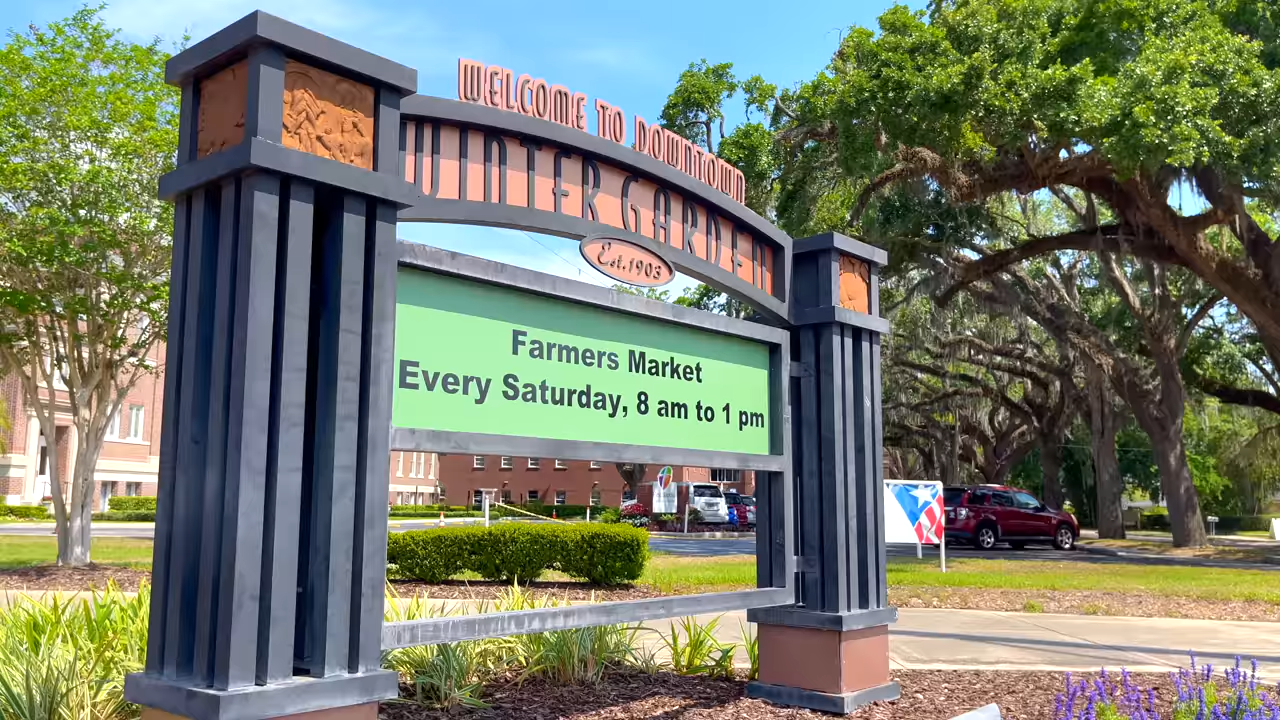 WELCOME TO DOWNTOWN
WINTER GARDEN
Est. 1903
Farmers Market
Every Saturday, 8 am to 1 pm